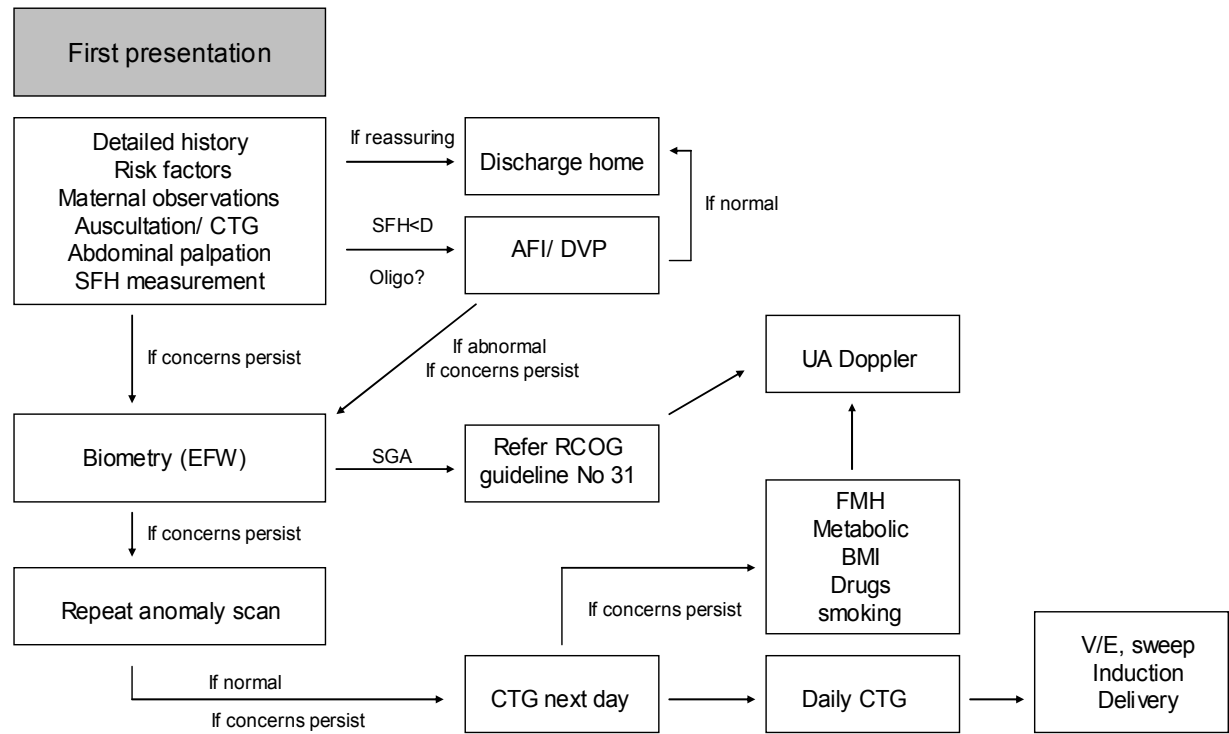 First presentation
Detailed history
Risk factors
Maternal observations
Auscultation/ CTG
Abdominal palpation
SFH measurement
If reassuring
Discharge home
If normal
SFH<D
Oligo?
AFI/ DVP
If concerns persist
If abnormal
If concerns persist
UA Doppler
Biometry (EFW)
SGA
Refer RCOG
guideline No 31
If concerns persist
FMH
Metabolic
BMI
Drugs
smoking
Repeat anomaly scan
If concerns persist
If normal
If concerns persist
CTG next day
Daily CTG
V/E, sweep
Induction
Delivery